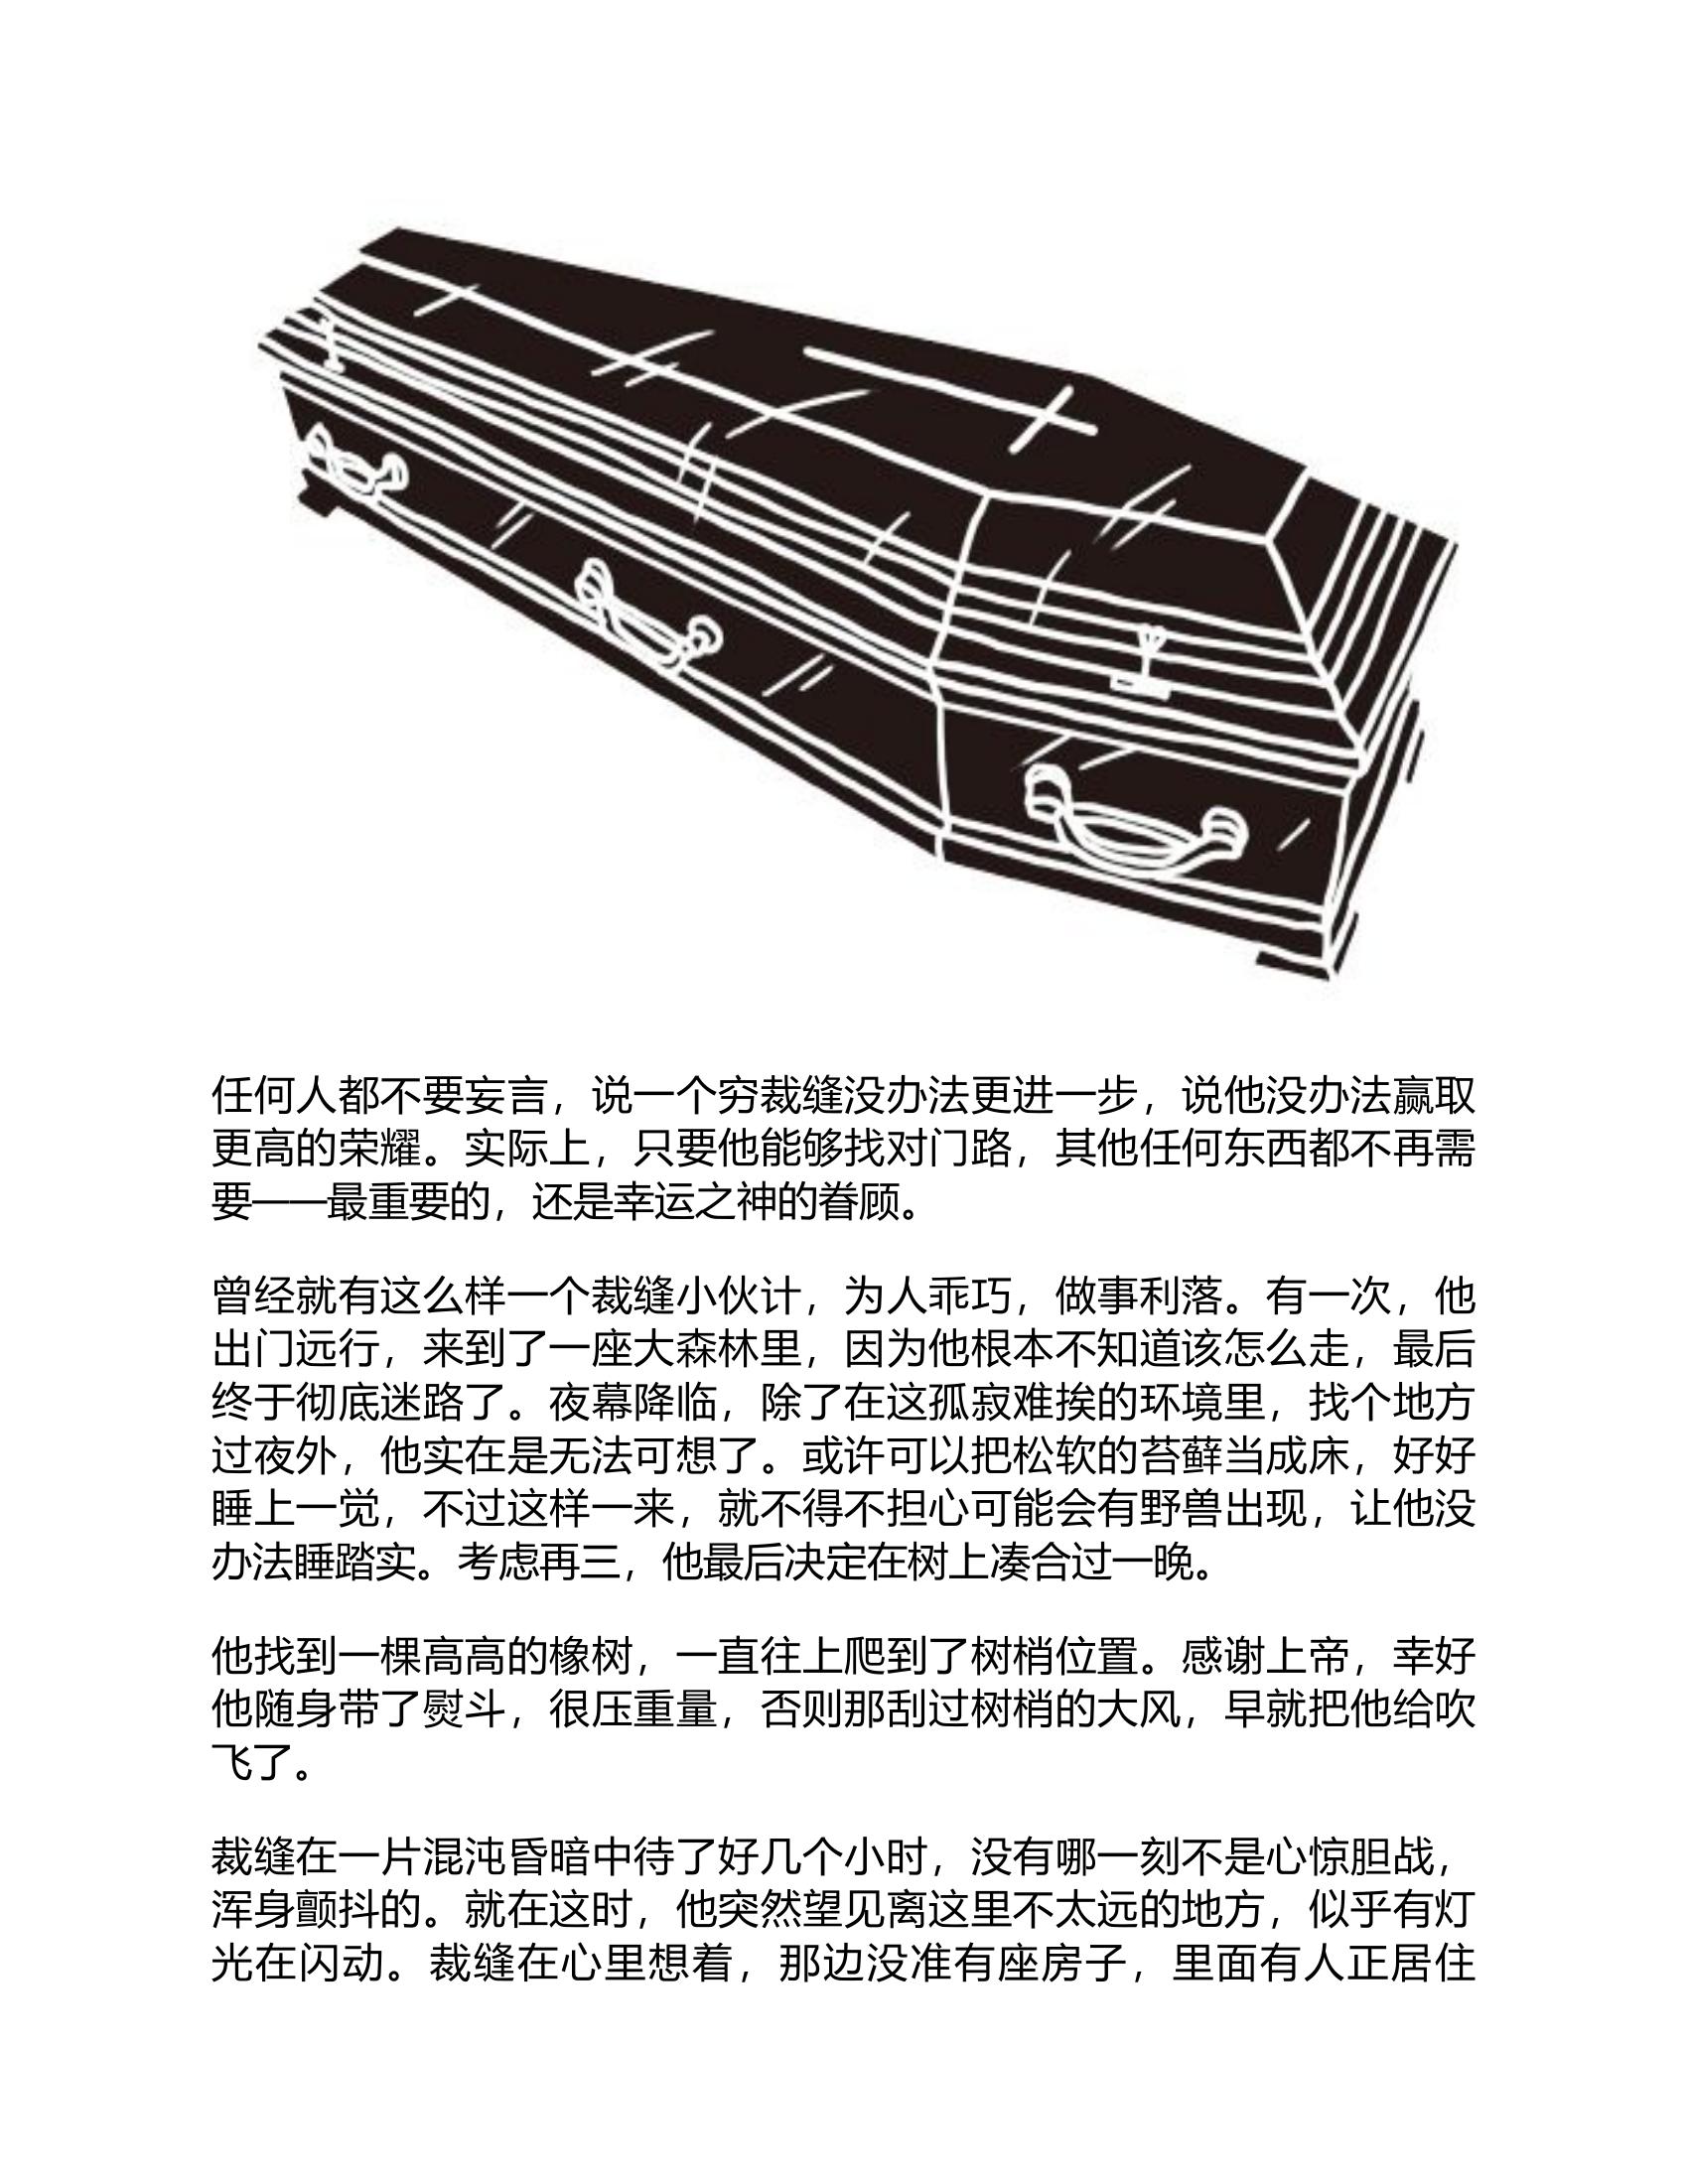 任何人都不要妄言，说一个穷裁缝没办法更进一步，说他没办法赢取
更高的荣耀。实际上，只要他能够找对门路，其他任何东西都不再需
要——最重要的，还是幸运之神的眷顾。
曾经就有这么样一个裁缝小伙计，为人乖巧，做事利落。有一次，他
出门远行，来到了一座大森林里，因为他根本不知道该怎么走，最后
终于彻底迷路了。夜幕降临，除了在这孤寂难挨的环境里，找个地方
过夜外，他实在是无法可想了。或许可以把松软的苔藓当成床，好好
睡上一觉，不过这样一来，就不得不担心可能会有野兽出现，让他没
办法睡踏实。考虑再三，他最后决定在树上凑合过一晚。
他找到一棵高高的橡树，一直往上爬到了树梢位置。感谢上帝，幸好
他随身带了熨斗，很压重量，否则那刮过树梢的大风，早就把他给吹
飞了。
裁缝在一片混沌昏暗中待了好几个小时，没有哪一刻不是心惊胆战，
浑身颤抖的。就在这时，他突然望见离这里不太远的地方，似乎有灯
光在闪动。裁缝在心里想着，那边没准有座房子，里面有人正居住